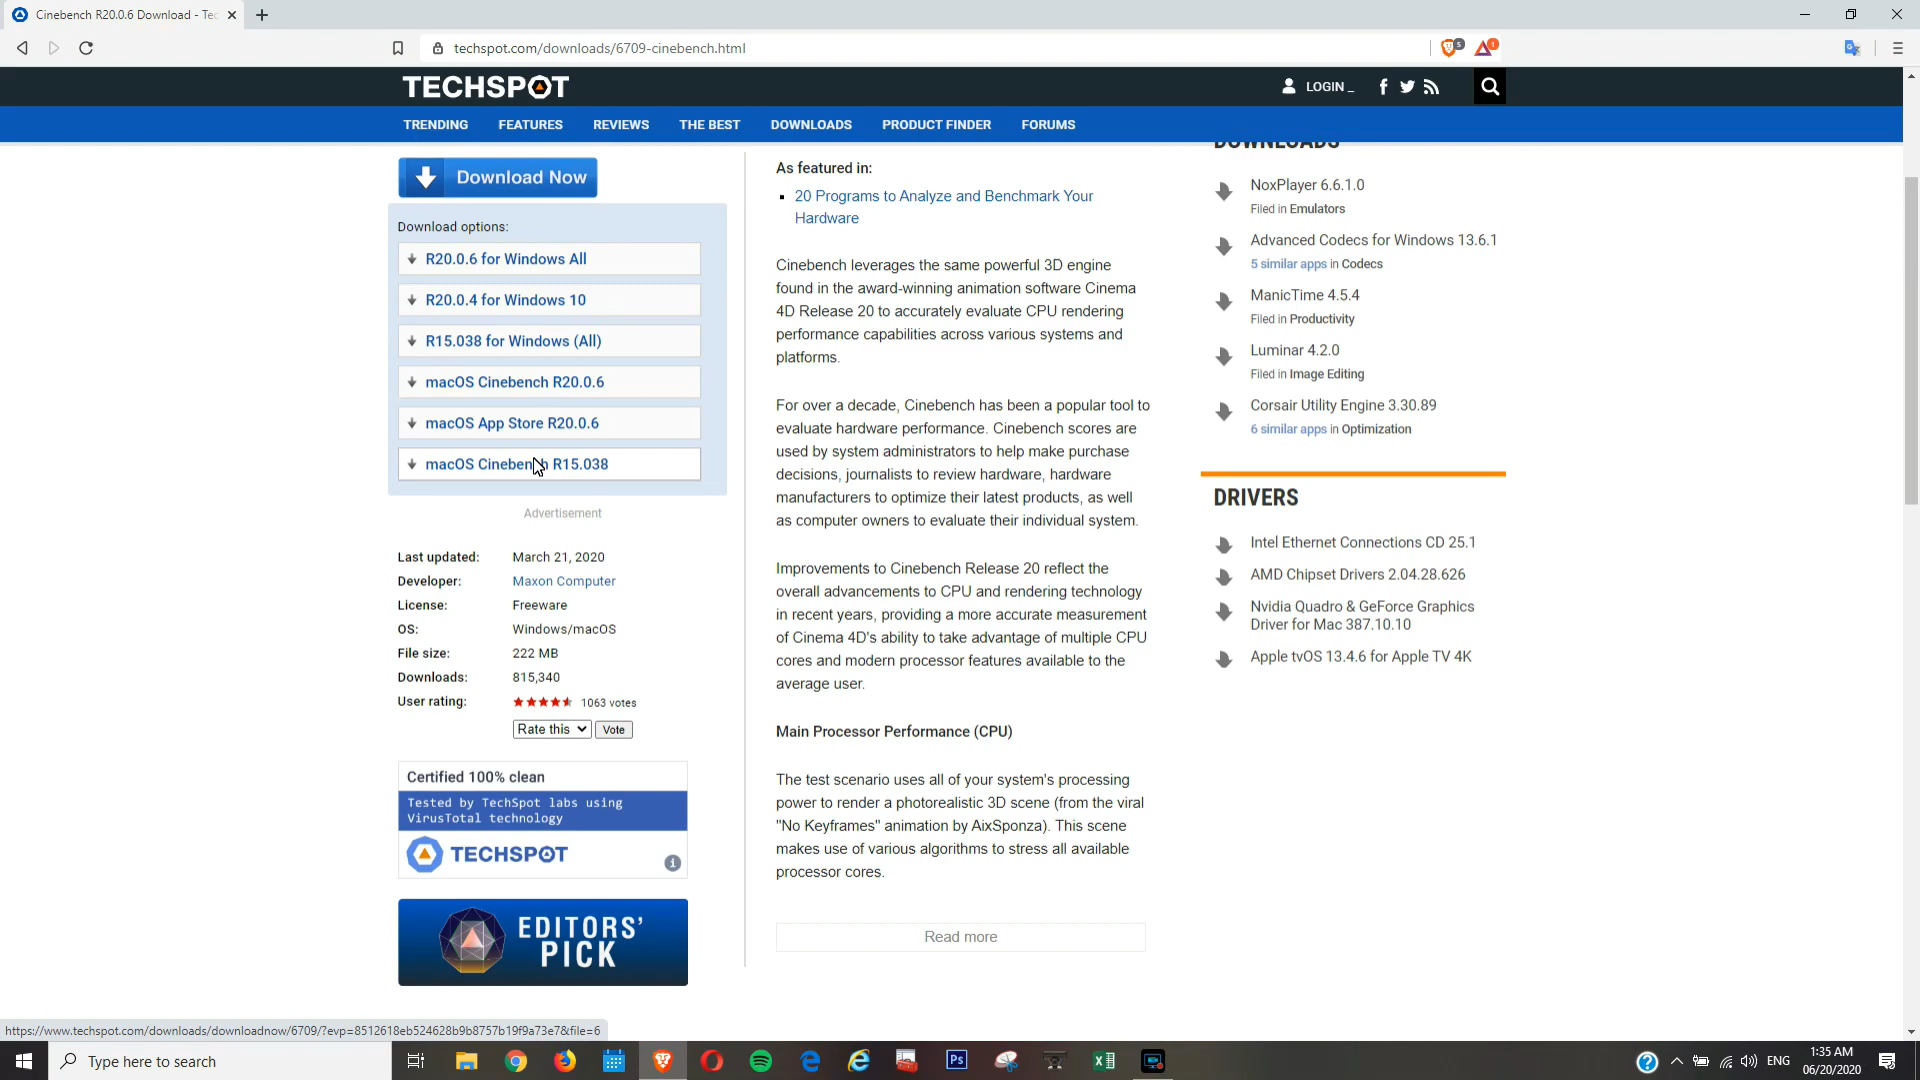 Cinebench R20.0.6 Download - Tec
techspot.com/downloads/6709-cinebench.html
5
1
TECHSPOT
LOGIN _
TRENDING
FEATURES
REVIEWS
THE BEST
DOWNLOADS
PRODUCT FINDER
FORUMS
Download Now
Download options:
R20.0.6 for Windows All
R20.0.4 for Windows 10
R15.038 for Windows (All)
macOS Cinebench R20.0.6
macOS App Store R20.0.6
macOS Cinebench R15.038
Advertisement
Last updated: March 21, 2020
Developer: Maxon Computer
License: Freeware
OS: Windows/macOS
File size: 222 MB
Downloads: 815,340
User rating: 1063 votes
Rate this Vote
Certified 100% clean
Tested by TechSpot labs using
VirusTotal technology
TECHSPOT
EDITORS'
PICK
As featured in:
20 Programs to Analyze and Benchmark Your
Hardware
Cinebench leverages the same powerful 3D engine
found in the award-winning animation software Cinema
4D Release 20 to accurately evaluate CPU rendering
performance capabilities across various systems and
platforms.
For over a decade, Cinebench has been a popular tool to
evaluate hardware performance. Cinebench scores are
used by system administrators to help make purchase
decisions, journalists to review hardware, hardware
manufacturers to optimize their latest products, as well
as computer owners to evaluate their individual system.
Improvements to Cinebench Release 20 reflect the
overall advancements to CPU and rendering technology
in recent years, providing a more accurate measurement
of Cinema 4D's ability to take advantage of multiple CPU
cores and modern processor features available to the
average user.
Main Processor Performance (CPU)
The test scenario uses all of your system's processing
power to render a photorealistic 3D scene (from the viral
"No Keyframes" animation by AixSponza). This scene
makes use of various algorithms to stress all available
processor cores.
Read more
DOWNLOADS
NoxPlayer 6.6.1.0
Filed in Emulators
Advanced Codecs for Windows 13.6.1
5 similar apps in Codecs
ManicTime 4.5.4
Filed in Productivity
Luminar 4.2.0
Filed in Image Editing
Corsair Utility Engine 3.30.89
6 similar apps in Optimization
DRIVERS
Intel Ethernet Connections CD 25.1
AMD Chipset Drivers 2.04.28.626
Nvidia Quadro & GeForce Graphics
Driver for Mac 387.10.10
Apple tvOS 13.4.6 for Apple TV 4K
https://www.techspot.com/downloads/downloadnow/6709/?evp=8512618eb524628b9b8757b19f9a73e7&file=6
Type here to search
Ps
ENG
1:35 AM
06/20/2020